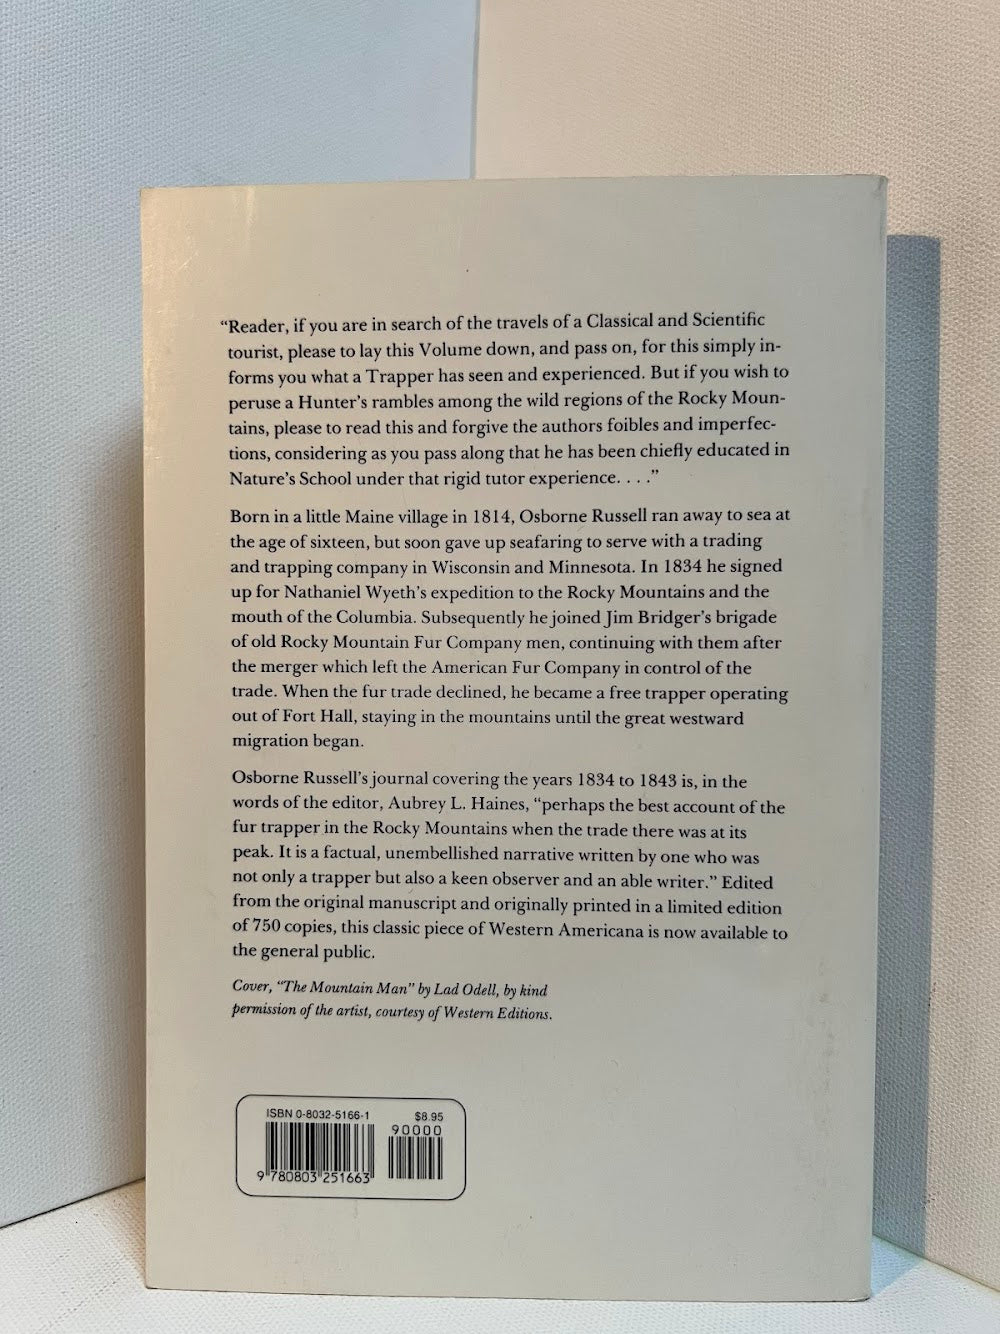 “Reader, if you are in search of the travels of a Classical and Scientific
tourist, please to lay this Volume down, and pass on, for this simply in-
forms you what a Trapper has seen and experienced. But if you wish to
peruse a Hunter’s rambles among the wild regions of the Rocky Moun-
tains, please to read this and forgive the authors foibles and imperfec-
tions, considering as you pass along that he has been chiefly educated in
Nature’s School under that rigid tutor experience. . . .”
Born in a little Maine village in 1814, Osborne Russell ran away to sea at
the age of sixteen, but soon gave up seafaring to serve with a trading
and trapping company in Wisconsin and Minnesota. In 1834 he signed
up for Nathaniel Wyeth’s expedition to the Rocky Mountains and the
mouth of the Columbia. Subsequently he joined Jim Bridger’s brigade
of old Rocky Mountain Fur Company men, continuing with them after
the merger which left the American Fur Company in control of the
trade. When the fur trade declined, he became a free trapper operating
out of Fort Hall, staying in the mountains until the great westward
migration began.
Osborne Russell’s journal covering the years 1834 to 1843 is, in the
words of the editor, Aubrey L. Haines, “perhaps the best account of the
fur trapper in the Rocky Mountains when the trade there was at its
peak. It is a factual, unembellished narrative written by one who was
not only a trapper but also a keen observer and an able writer.” Edited
from the original manuscript and originally printed in a limited edition
of 750 copies, this classic piece of Western Americana is now available to
the general public.
Cover, “The Mountain Man” by Lad Odell, by kind
permission of the artist, courtesy of Western Editions.
ISBN 0-8032-5166-1
$8.95
90000
9 780803 251663